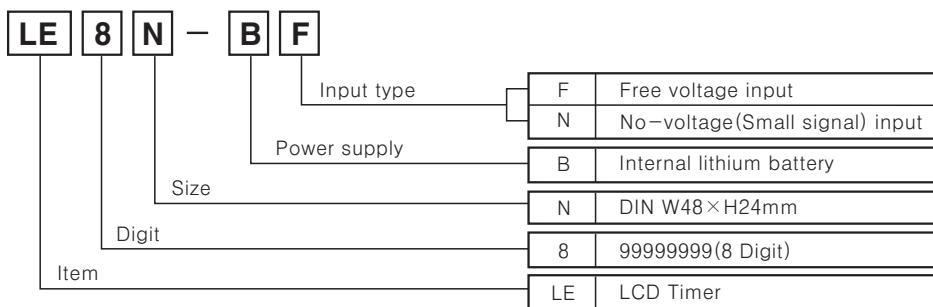 LE 8 N - B F
Input type
F Free voltage input
N No-voltage(Small signal) input
Power supply
B Internal lithium battery
Size
N DIN W48×H24mm
Digit
8 99999999(8 Digit)
Item
LE LCD Timer